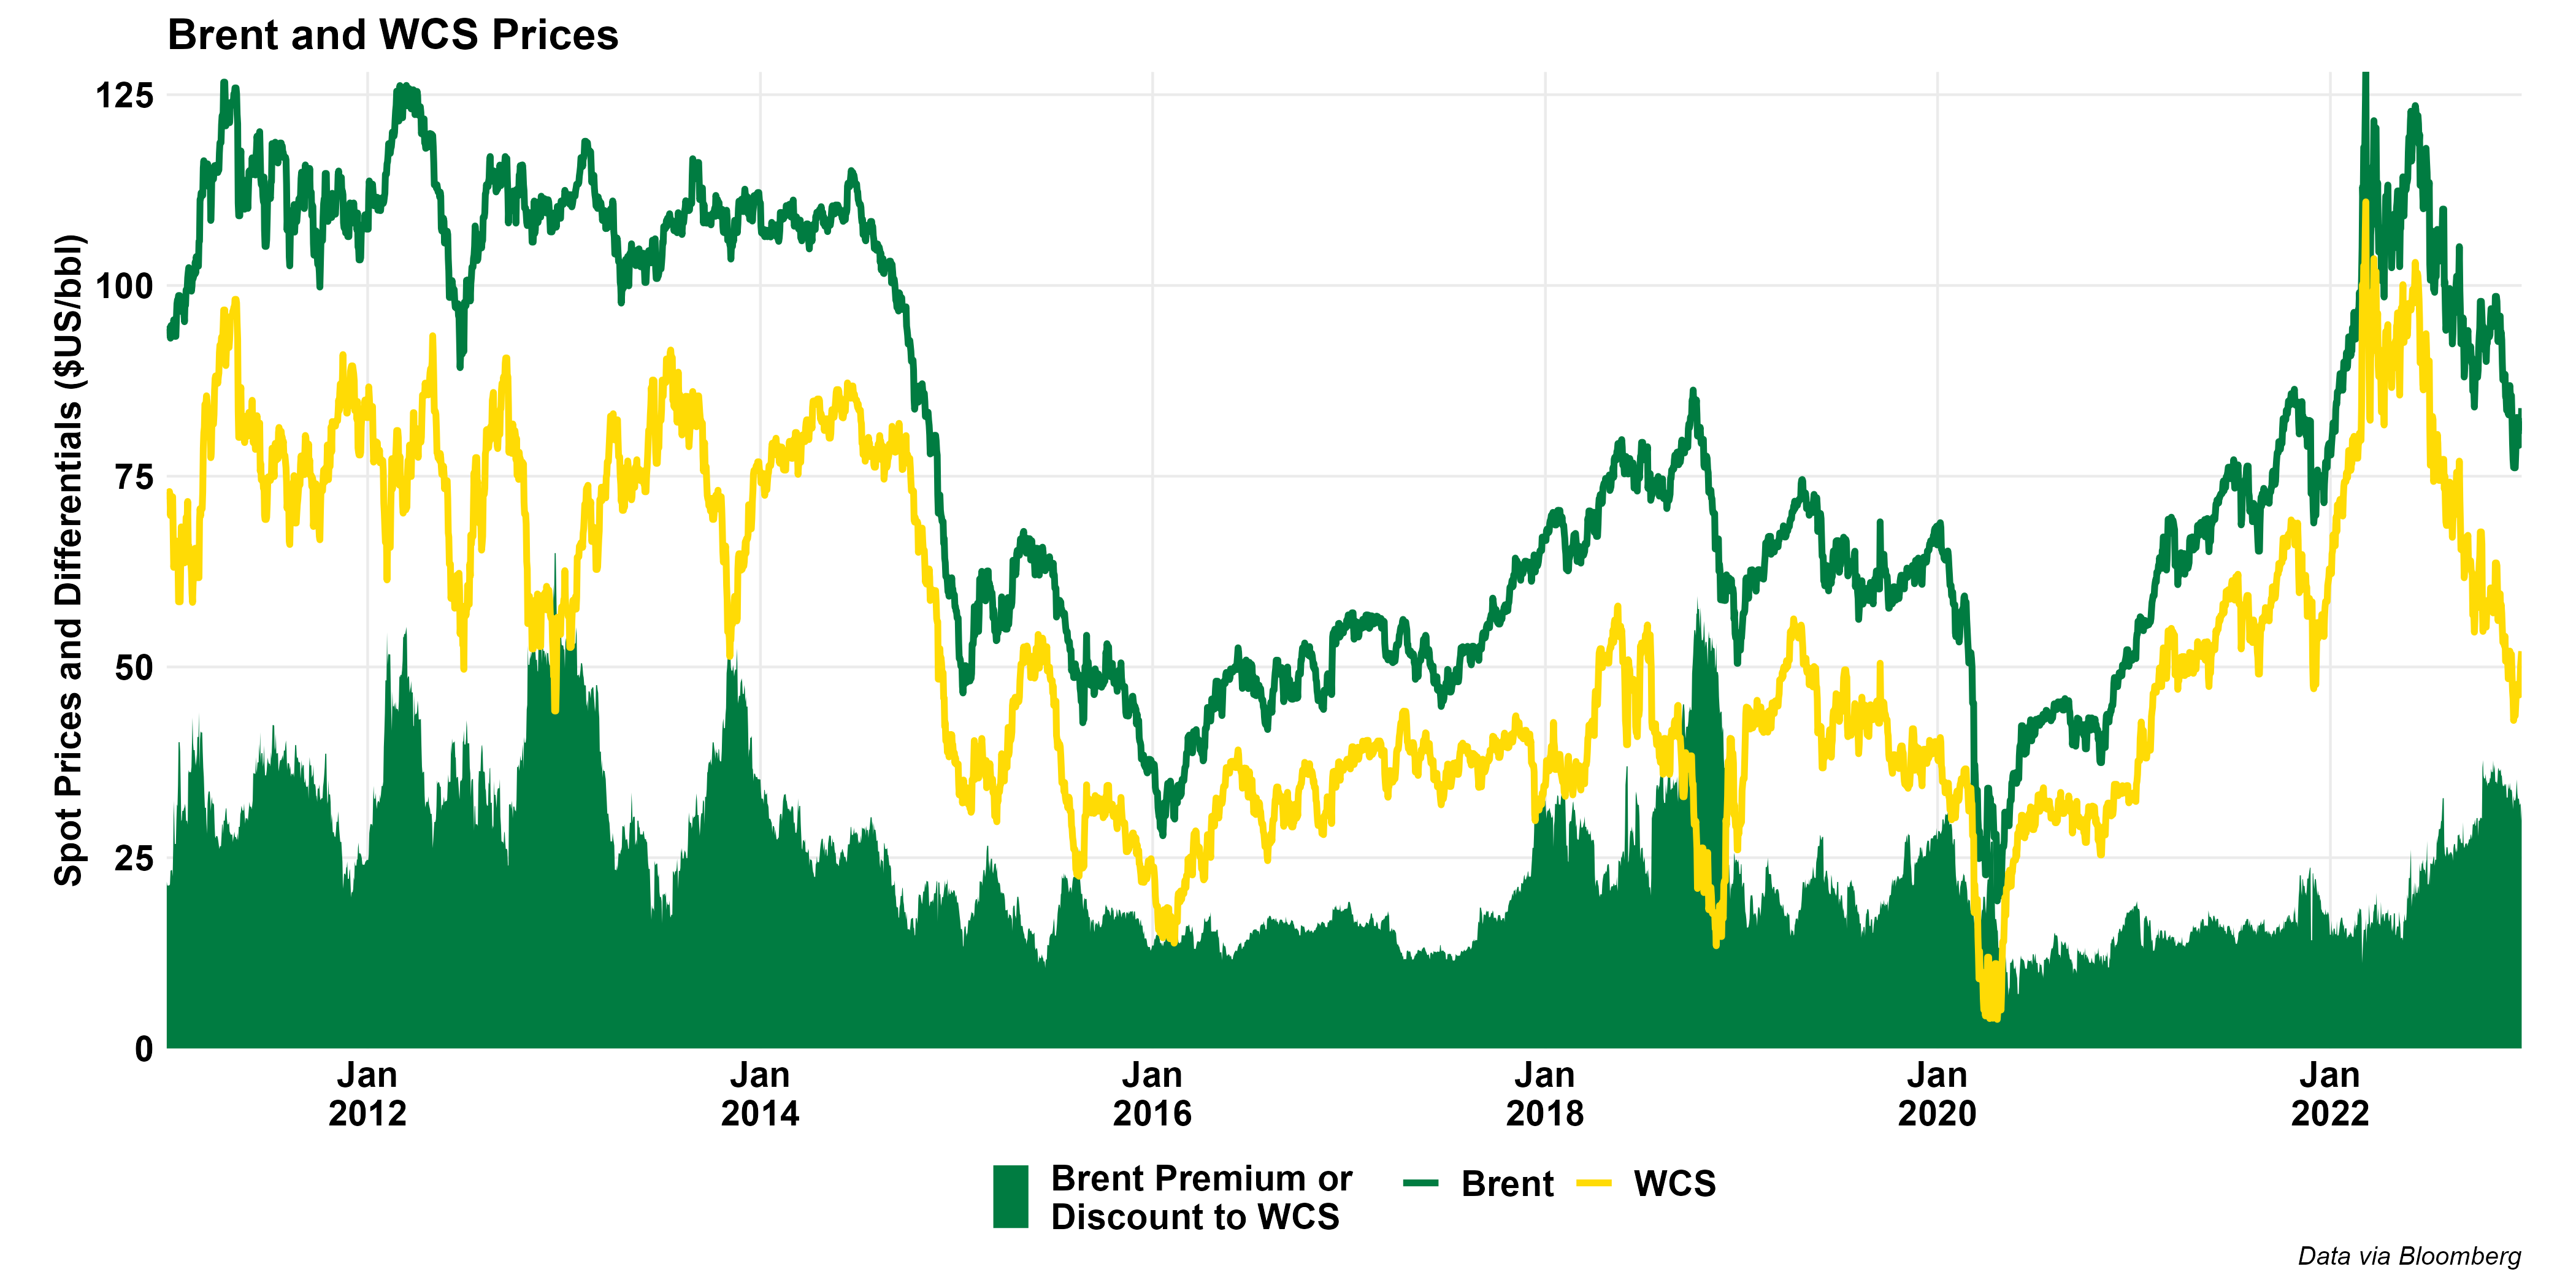 Brent and WCS Prices
Spot Prices and Differentials ($US/bbl)
125
100
75
50
25
0
Jan
2012
Jan
2014
Jan
2016
Jan
2018
Jan
2020
Jan
2022
Brent Premium or
Discount to WCS
Brent
WCS
Data via Bloomberg